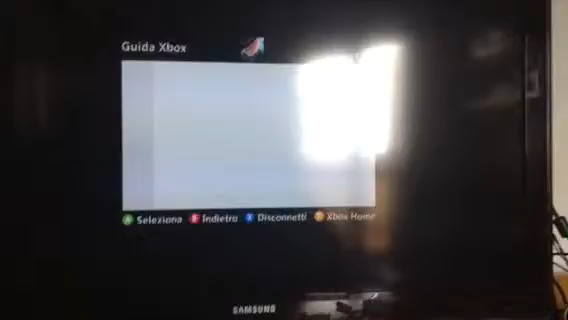 Guida Xbox
A Seleziona B Indietro X Disconnetti Y Xbox Home
SAMSUNG